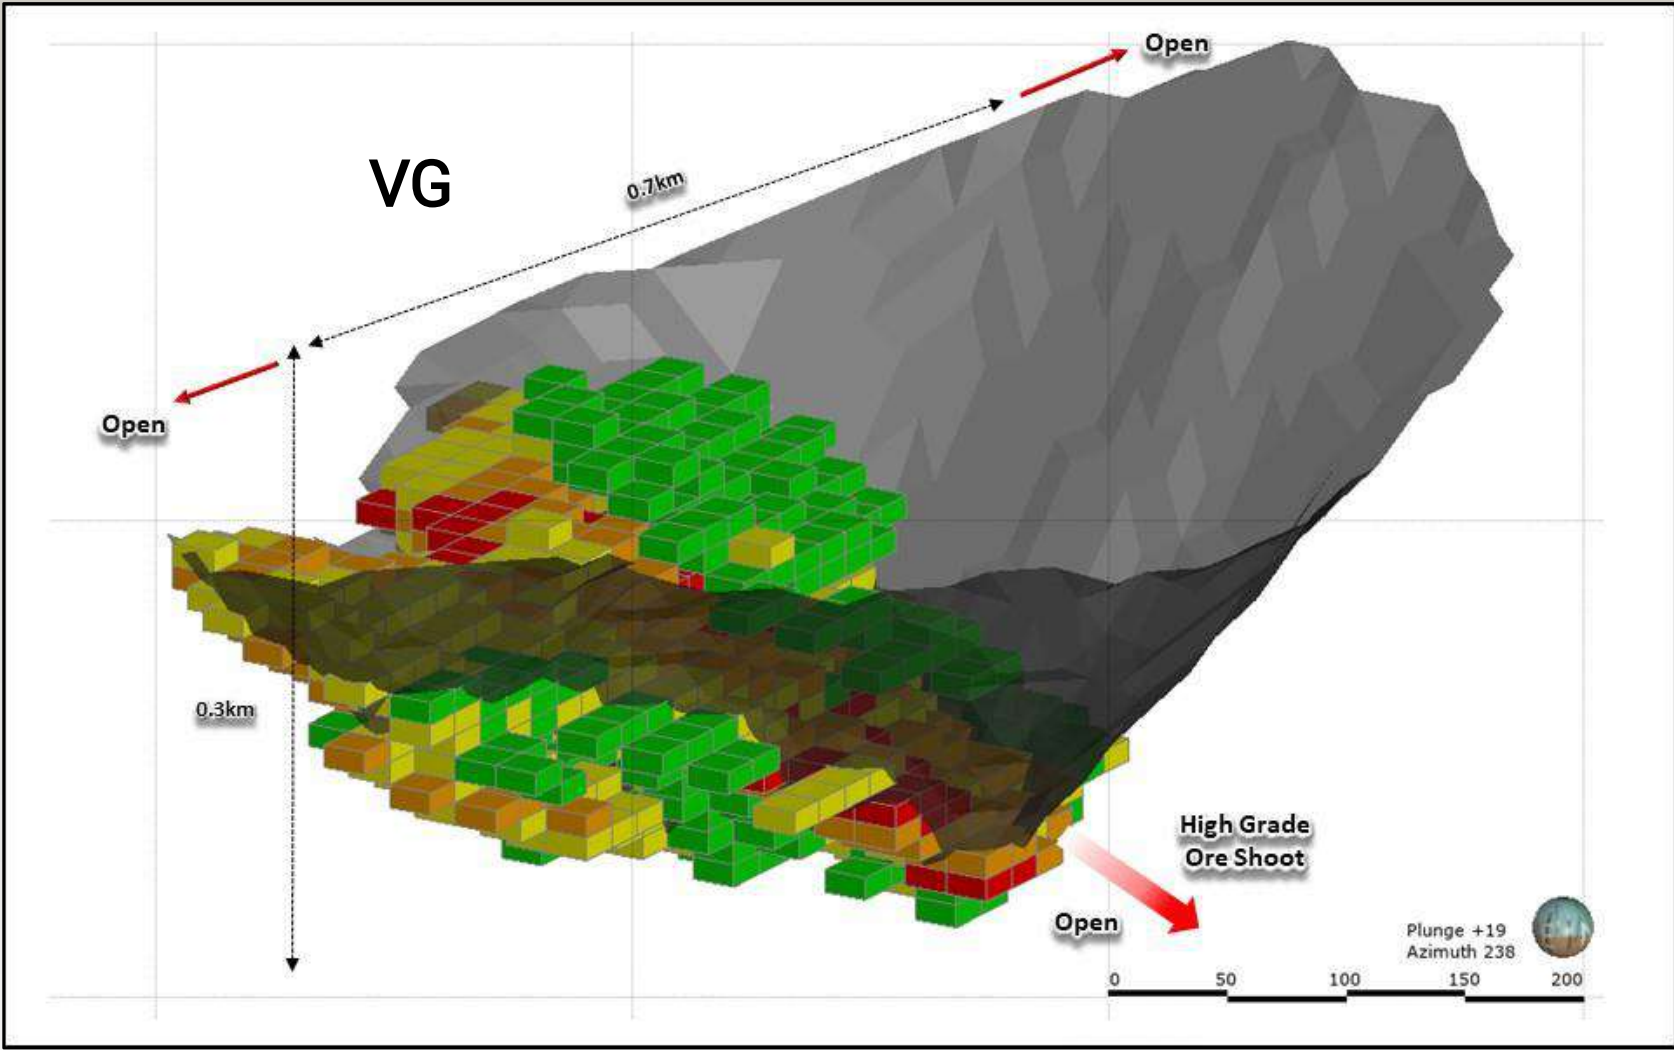 Open
VG
0.7km
Open
0.3km
High Grade
Ore Shoot
Open
Plunge +19
Azimuth 238
0 50 100 150 200